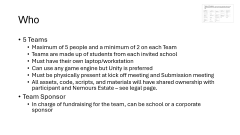 Who
• 5 Teams
• Maximum of 5 people and a minimum of 2 on each Team
• Teams are made up of students from each invited school
• Must have their own laptop/workstation
• Can use any game engine but Unity is preferred
• Must be physically present at kick off meeting and Submission meeting
• All assets, code, scripts, and materials will have shared ownership with
participant and Nemours Estate – see legal page.
• Team Sponsor
• In charge of fundraising for the team, can be school or a corporate
sponsor